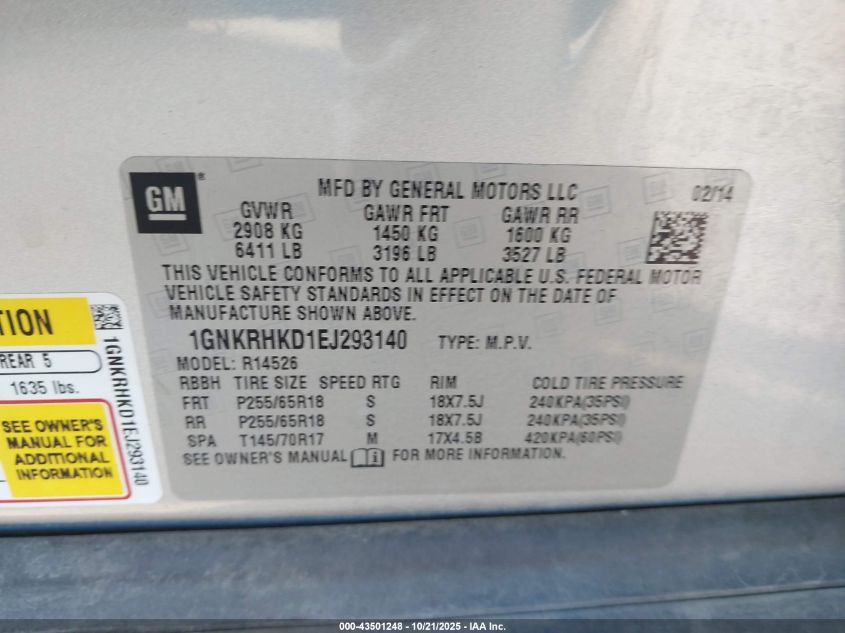 GM
®
MFD BY GENERAL MOTORS LLC 02/14
GVWR GAWR FRT GAWR RR
2908 KG 1450 KG 1600 KG
6411 LB 3196 LB 3527 LB
THIS VEHICLE CONFORMS TO ALL APPLICABLE U.S. FEDERAL MOTOR
VEHICLE SAFETY STANDARDS IN EFFECT ON THE DATE OF
MANUFACTURE SHOWN ABOVE.
1GNKRHKD1EJ293140 TYPE: M.P.V.
MODEL: R14526
RBBH TIRE SIZE SPEED RTG RIM COLD TIRE PRESSURE
FRT P255/65R18 S 18X7.5J 240KPA(35PSI)
RR P255/65R18 S 18X7.5J 240KPA(35PSI)
SPA T145/70R17 M 17X4.5B 420KPA(60PSI)
SEE OWNER'S MANUAL FOR MORE INFORMATION.
REAR 5
1635 lbs.
SEE OWNER'S
MANUAL FOR
ADDITIONAL
INFORMATION
1GNKRHKD1EJ293140
000-43501248 - 10/21/2025 - IAA Inc.